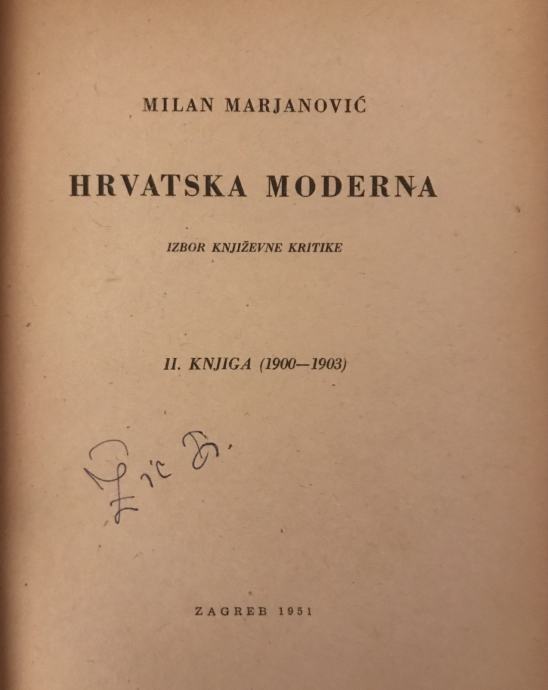 MILAN MARJANOVIĆ
HRVATSKA MODERNA
IZBOR KNJIŽEVNE KRITIKE
II. KNJIGA (1900—1903)
ZAGREB 1951